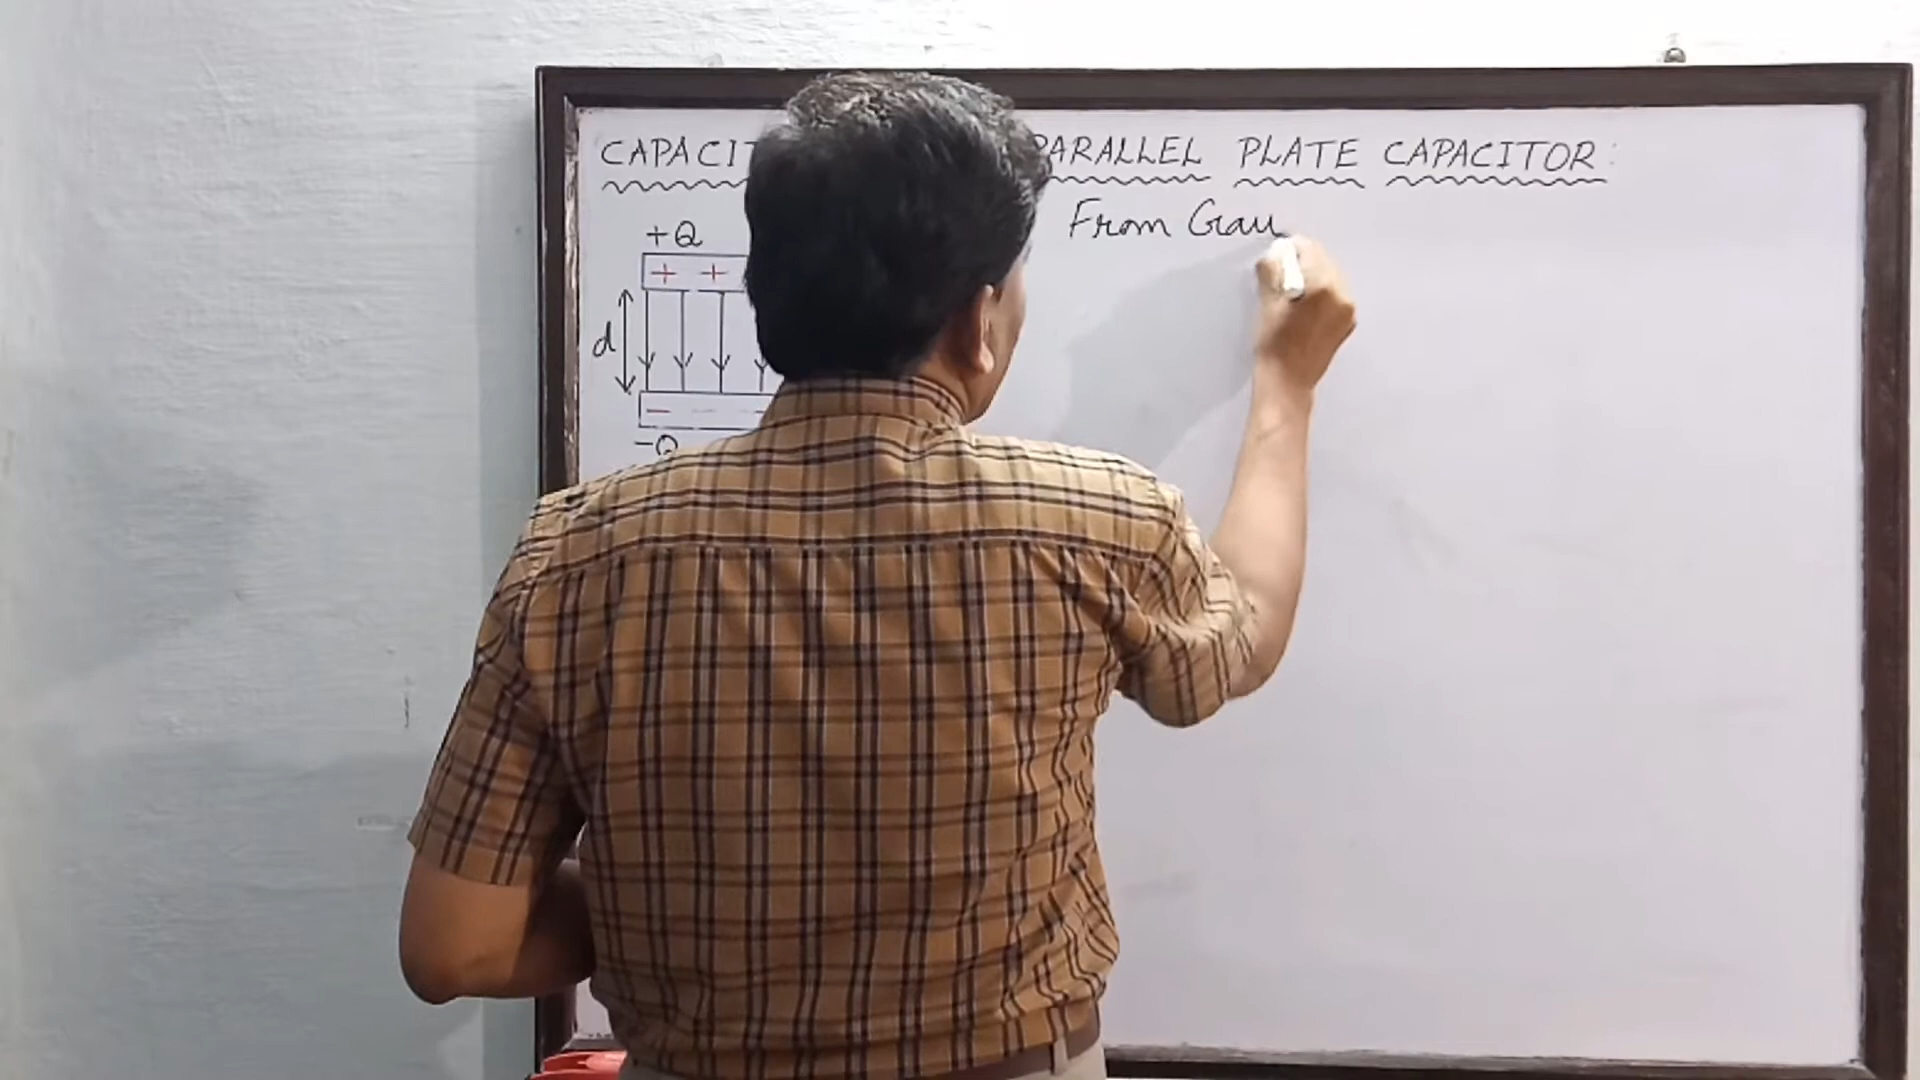 CAPACIT PARALLEL PLATE CAPACITOR:
From Gau
+Q
+ +
d
- - -
-Q